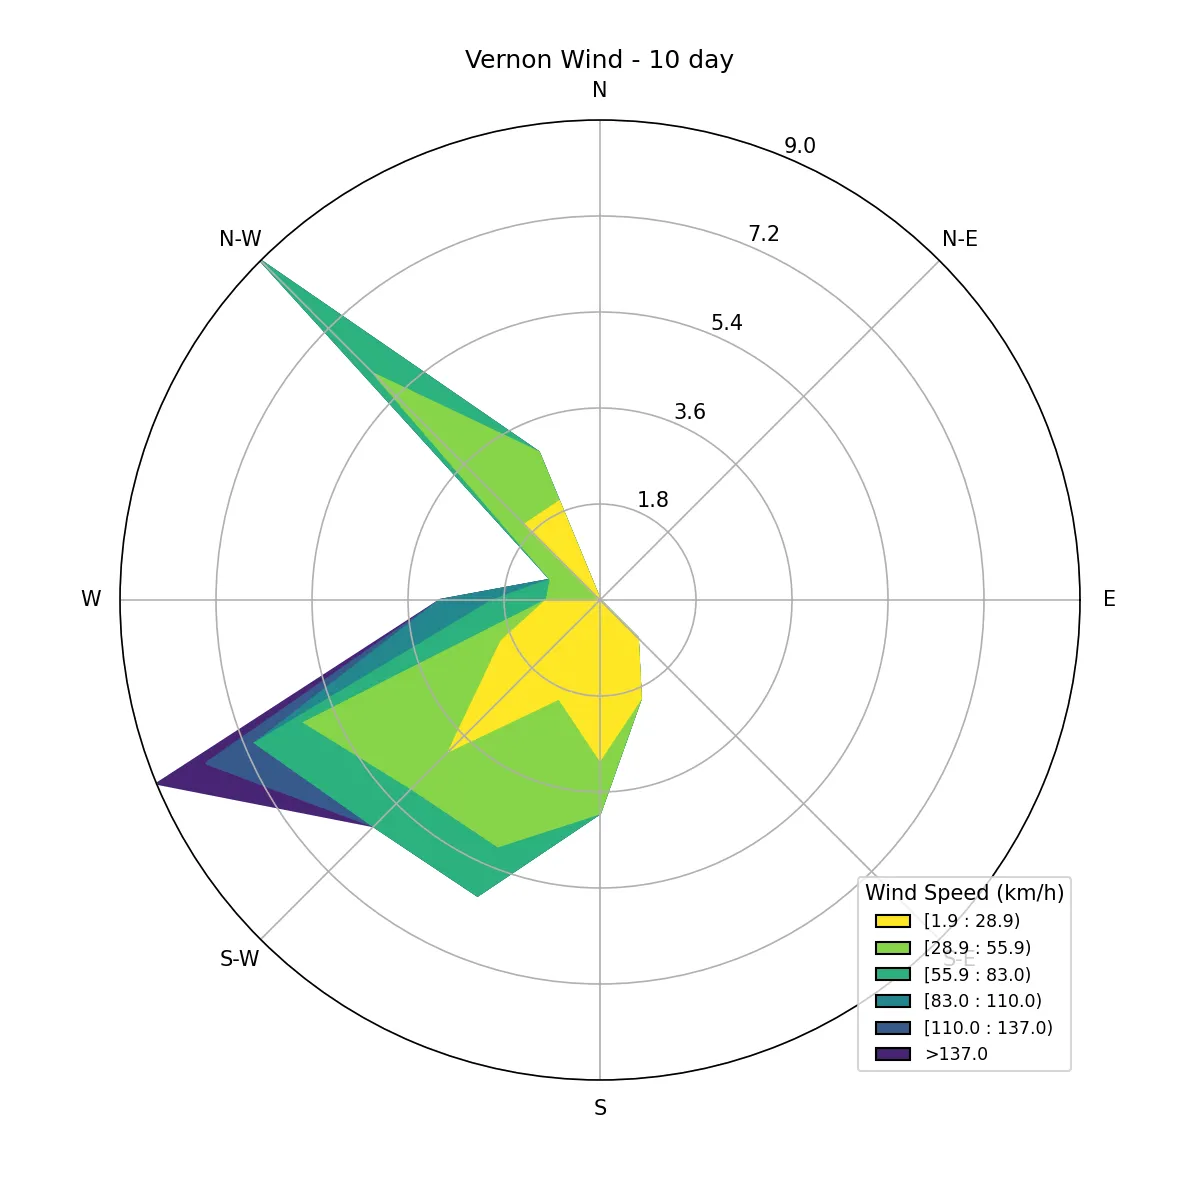 Vernon Wind - 10 day
N
9.0
7.2
N-W
N-E
5.4
3.6
1.8
W
E
Wind Speed (km/h)
[1.9 : 28.9)
[28.9 : 55.9)
S-W
S-E
[55.9 : 83.0)
[83.0 : 110.0)
[110.0 : 137.0)
>137.0
S